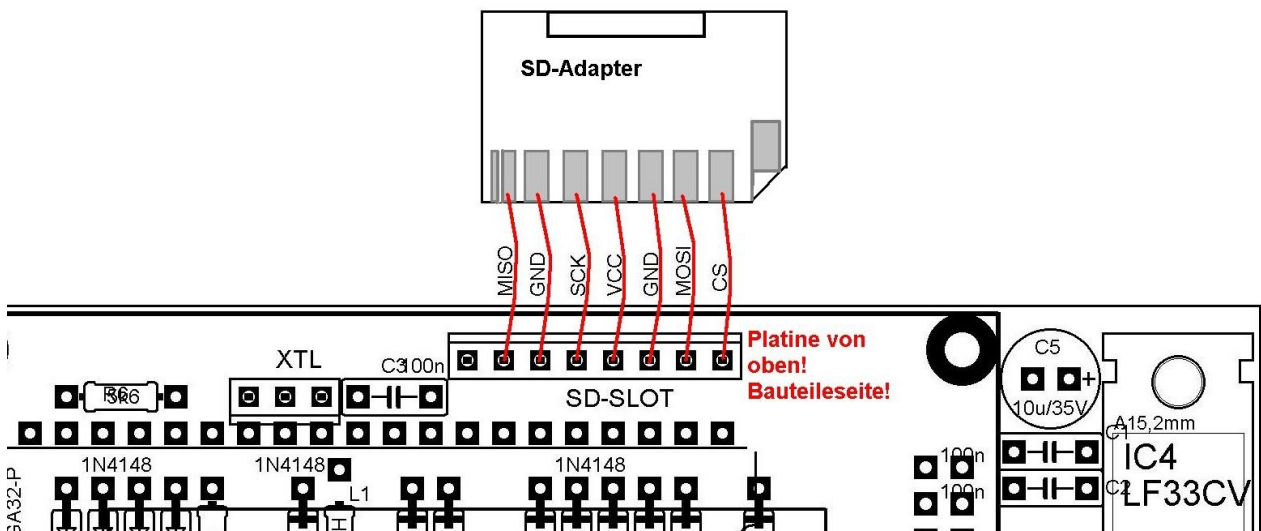 SD-Adapter
MISO
GND
SCK
VCC
GND
MOSI
CS
Platine von
oben!
Bauteileseite!
XTL
C3
100n
SD-SLOT
C5
+
10u/35V
R6
3k6
A15,2mm
1N4148
1N4148
1N4148
100n
C1
IC4
LF33CV
100n
C2
L1
GA32-P